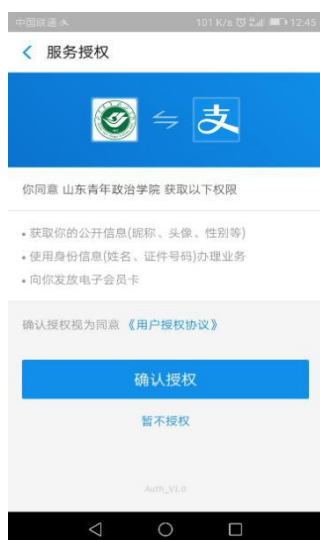 中国联通
101 K/s 12:45
服务授权
支
你同意 山东青年政治学院 获取以下权限
• 获取你的公开信息(昵称、头像、性别等)
• 使用身份信息(姓名、证件号码)办理业务
• 向你发放电子会员卡
确认授权视为同意 《用户授权协议》
确认授权
暂不授权
Auth_V1.0